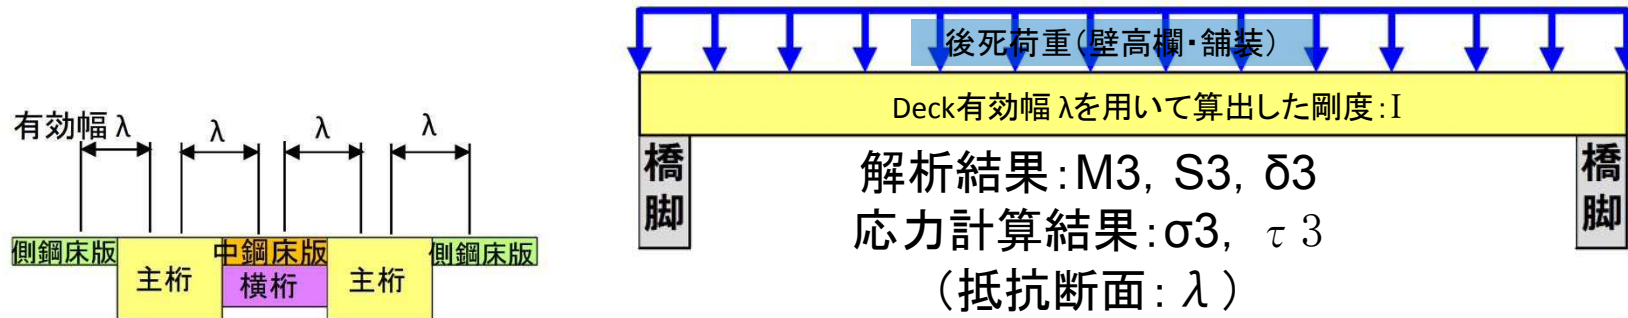 有効幅 λ
λ
λ
λ
側鋼床版
主桁
中鋼床版
横桁
主桁
側鋼床版
後死荷重(壁高欄・舗装)
Deck有効幅 λを用いて算出した剛度:I
橋脚
橋脚
解析結果:M3, S3, δ3
応力計算結果:σ3, τ3
(抵抗断面:λ)